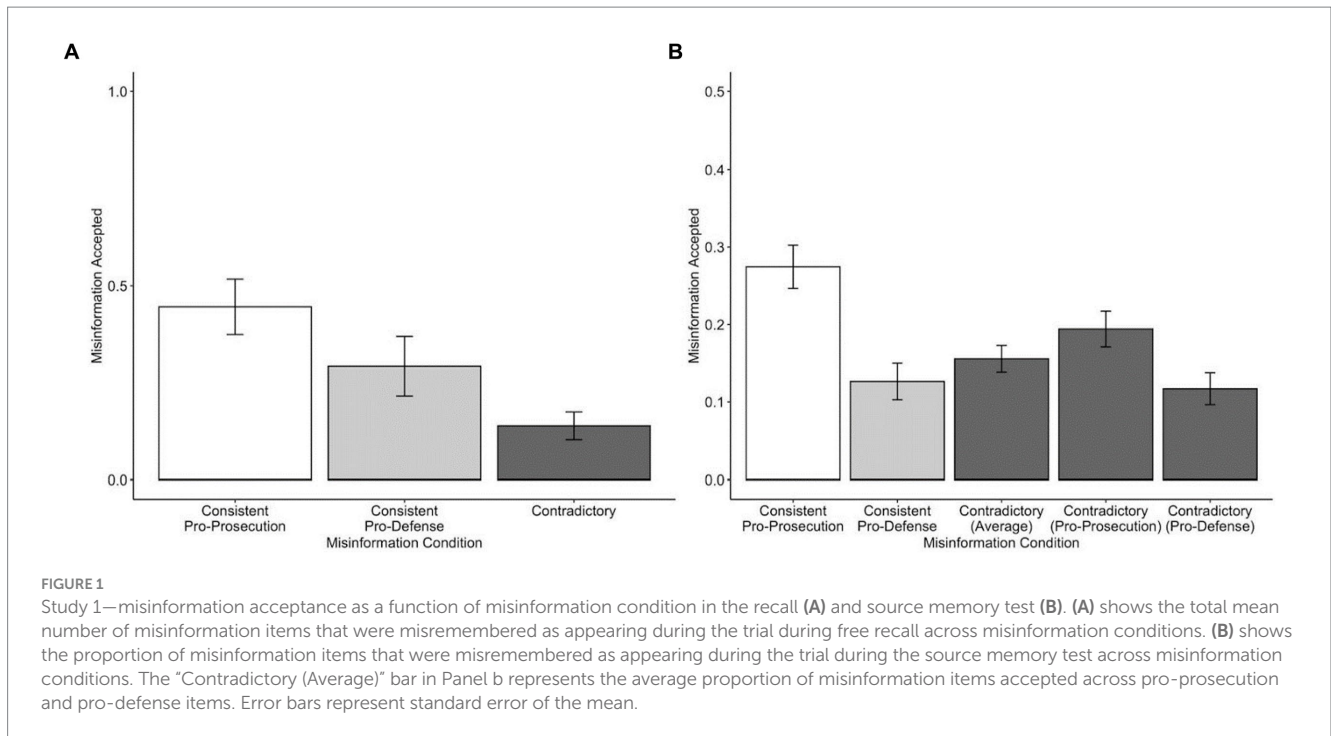 A
1.0
0.5
0.0
Misinformation Accepted
Consistent
Pro-Prosecution
Consistent
Pro-Defense
Contradictory
Misinformation Condition
B
0.5
0.4
0.3
0.2
0.1
0.0
Misinformation Accepted
Consistent
Pro-Prosecution
Consistent
Pro-Defense
Contradictory
(Average)
Contradictory
(Pro-Prosecution)
Contradictory
(Pro-Defense)
Misinformation Condition
FIGURE 1
Study 1—misinformation acceptance as a function of misinformation condition in the recall (A) and source memory test (B). (A) shows the total mean
number of misinformation items that were misremembered as appearing during the trial during free recall across misinformation conditions. (B) shows
the proportion of misinformation items that were misremembered as appearing during the trial during the source memory test across misinformation
conditions. The “Contradictory (Average)” bar in Panel b represents the average proportion of misinformation items accepted across pro-prosecution
and pro-defense items. Error bars represent standard error of the mean.